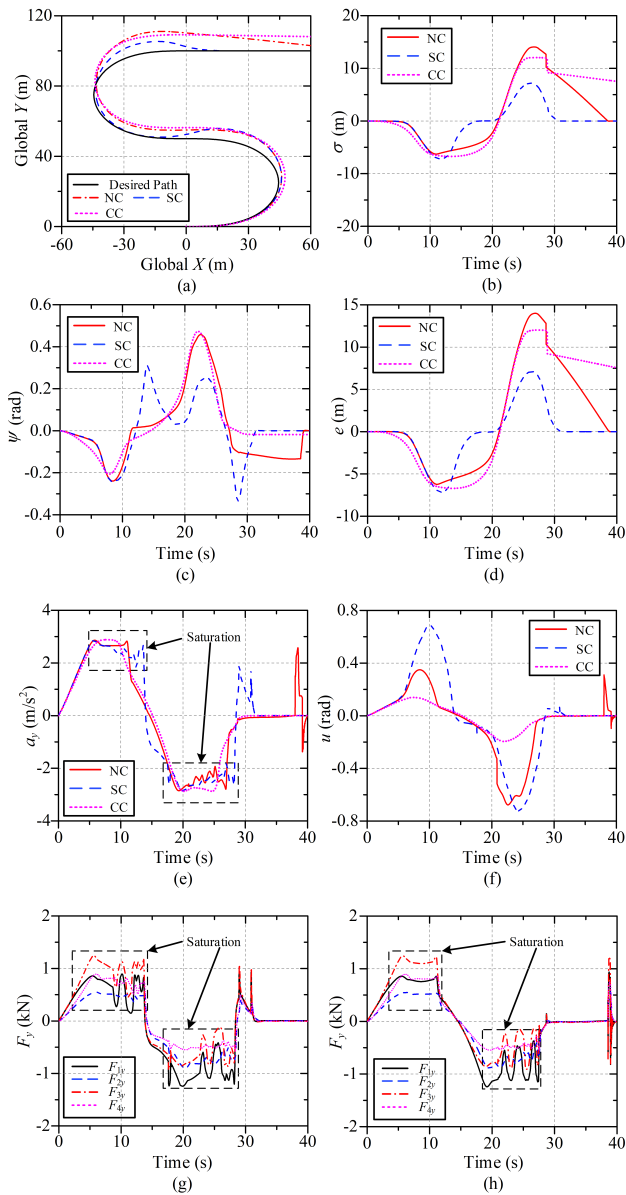 120
80
40
0
-60 -30 0 30 60
Global Y (m)
Global X (m)
Desired Path
NC SC
CC
(a)
20
10
0
-10
-20
0 10 20 30 40
σ (m)
Time (s)
NC
SC
CC
(b)
0.6
0.4
0.2
0.0
-0.2
-0.4
0 10 20 30 40
ψ (rad)
Time (s)
NC
SC
CC
(c)
15
10
5
0
-5
-10
0 10 20 30 40
e (m)
Time (s)
NC
SC
CC
(d)
4
2
0
-2
-4
0 10 20 30 40
a_y (m/s²)
Time (s)
Saturation
NC
SC
CC
(e)
0.8
0.4
0.0
-0.4
-0.8
0 10 20 30 40
u (rad)
Time (s)
NC
SC
CC
(f)
2
1
0
-1
-2
0 10 20 30 40
F_y (kN)
Time (s)
Saturation
F_1y
F_2y
F_3y
F_4y
(g)
2
1
0
-1
-2
0 10 20 30 40
F_y (kN)
Time (s)
Saturation
F_1y
F_2y
F_3y
F_4y
(h)